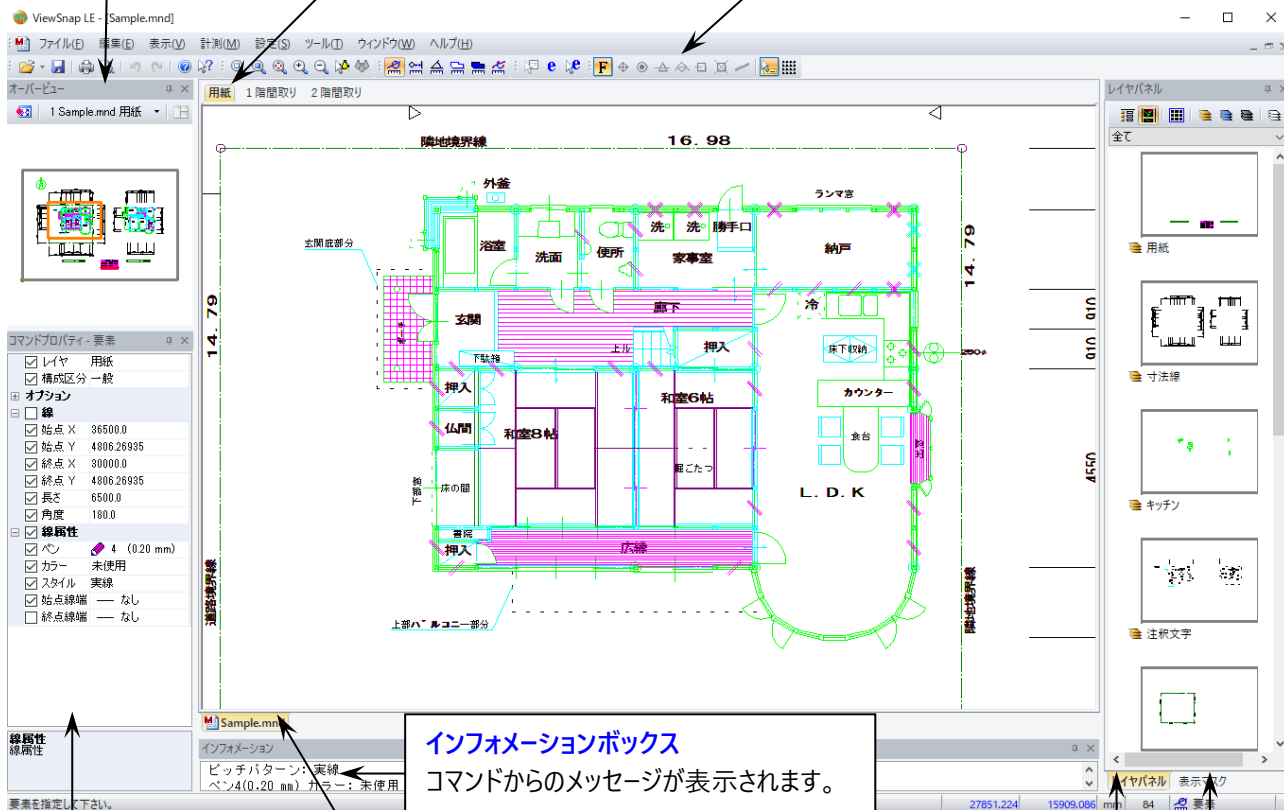 ViewSnap LE - [Sample.mnd]
ファイル(F) 編集(E) 表示(V) 計測(M) 設定(S) ツール(T) ウィンドウ(W) ヘルプ(H)
オーバービュー
1 Sample.mnd 用紙
用紙 1階間取り 2階間取り
レイヤパネル
全て
用紙
寸法線
キッチン
注釈文字
コマンドプロパティ - 要素
レイヤ 用紙
構成区分 一般
オプション
線
始点 X 36500.0
始点 Y 4806.26935
終点 X 30000.0
終点 Y 4806.26935
長さ 6500.0
角度 180.0
線属性
ペン 4 (0.20 mm)
カラー 未使用
スタイル 実線
始点線端 なし
終点線端 なし
線属性
線属性
隣地境界線 16.98
外釜
ランマ窓
玄関庇部分
浴室
洗面
便所
洗
洗
勝手口
家事室
納戸
14.79
14.79
910
910
4550
玄関
ポーチ
廊下
冷
上ル
下駄箱
押入
床下収納
250φ
押入
カウンター
和室6帖
仏間
和室8帖
食台
出窓
堀ごたつ
下部窓
床の間
L.D.K
書院
広縁
押入
道路境界線
隣地境界線
上部バルコニー部分
Sample.mnd
インフォメーション
ピッチパターン: 実線
ペン4(0.20 mm) カラー: 未使用
インフォメーションボックス
コマンドからのメッセージが表示されます。
レイヤパネル 表示マスク
要素を指定して下さい。
27851.224 15909.086 mm 84 要素